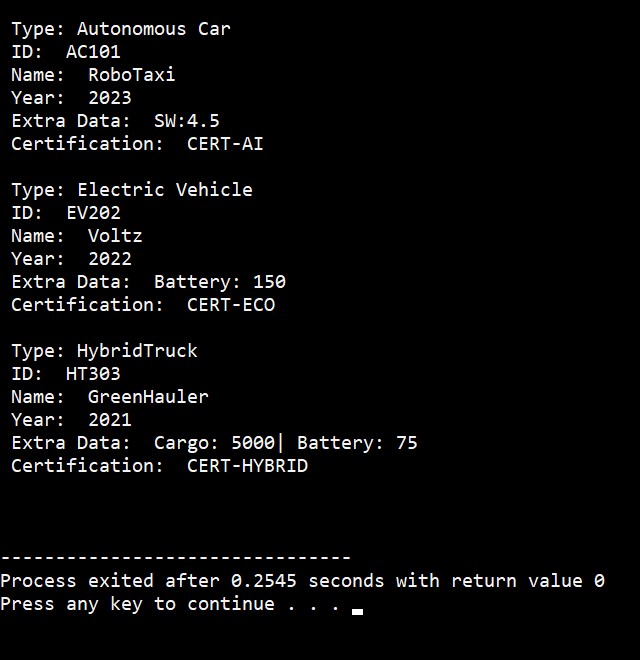 Type: Autonomous Car
ID:  AC101
Name:  RoboTaxi
Year:  2023
Extra Data:  SW:4.5
Certification:  CERT-AI
Type: Electric Vehicle
ID:  EV202
Name:  Voltz
Year:  2022
Extra Data:  Battery: 150
Certification:  CERT-ECO
Type: HybridTruck
ID:  HT303
Name:  GreenHauler
Year:  2021
Extra Data:  Cargo: 5000| Battery: 75
Certification:  CERT-HYBRID
--------------------------------
Process exited after 0.2545 seconds with return value 0
Press any key to continue . . .